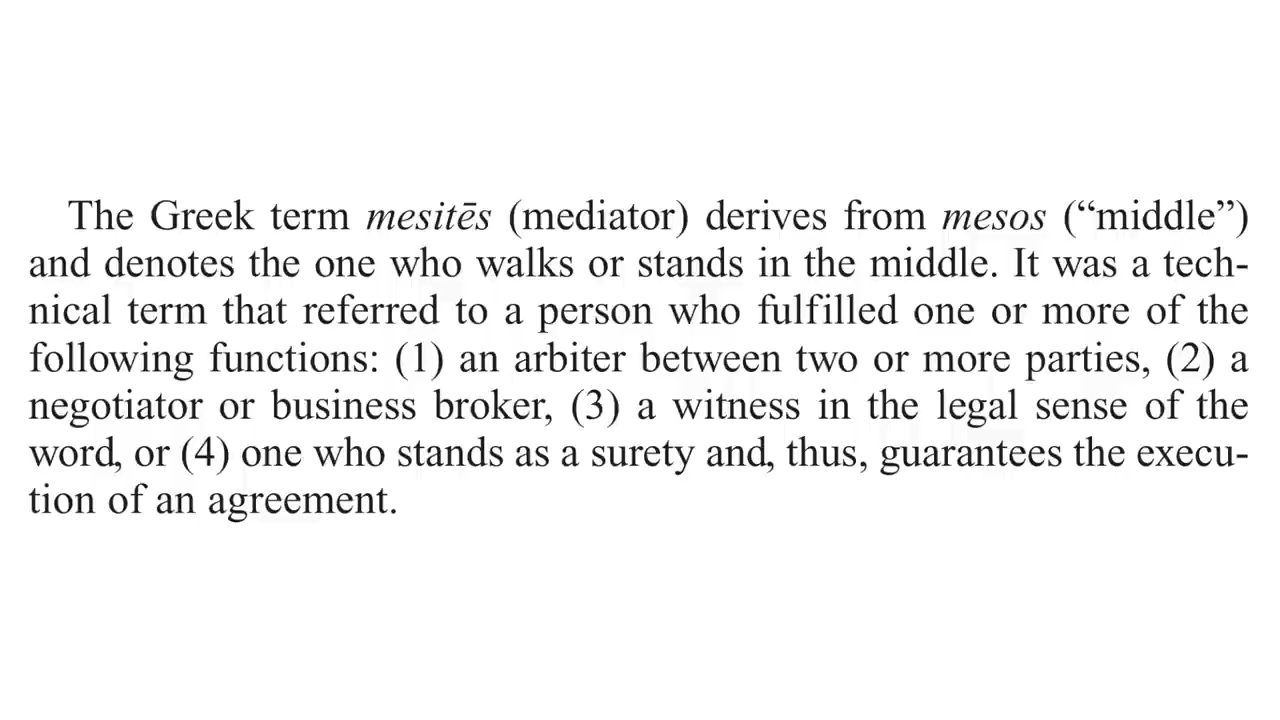 The Greek term mesitēs (mediator) derives from mesos (“middle”)
and denotes the one who walks or stands in the middle. It was a tech-
nical term that referred to a person who fulfilled one or more of the
following functions: (1) an arbiter between two or more parties, (2) a
negotiator or business broker, (3) a witness in the legal sense of the
word, or (4) one who stands as a surety and, thus, guarantees the execu-
tion of an agreement.